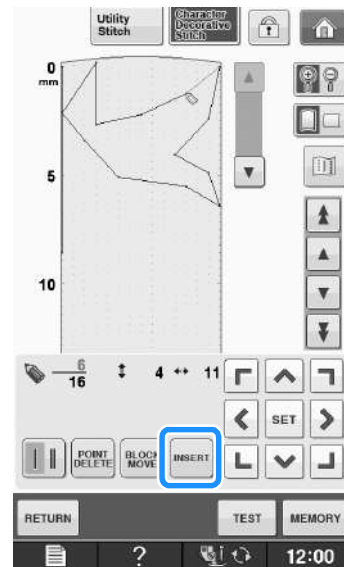 Utility
Stitch
Character
Decorative
Stitch
0
mm
5
10
6
16
4
11
SET
POINT
DELETE
BLOCK
MOVE
INSERT
RETURN
TEST
MEMORY
?
12:00